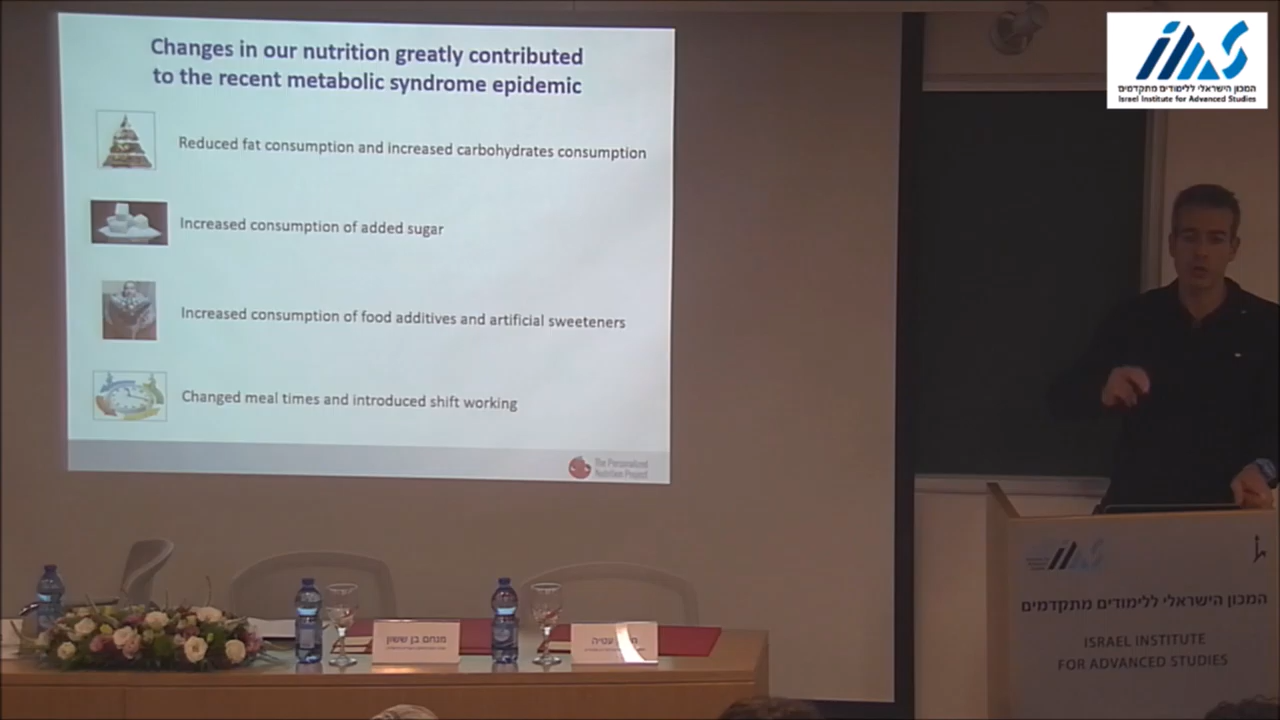 Changes in our nutrition greatly contributed
to the recent metabolic syndrome epidemic
Reduced fat consumption and increased carbohydrates consumption
Increased consumption of added sugar
Increased consumption of food additives and artificial sweeteners
Changed meal times and introduced shift working
The Personalized
Nutrition Project
המכון הישראלי ללימודים מתקדמים
Israel Institute for Advanced Studies
מנחם בן ששון
עטיה
המכון הישראלי ללימודים מתקדמים
ISRAEL INSTITUTE
FOR ADVANCED STUDIES